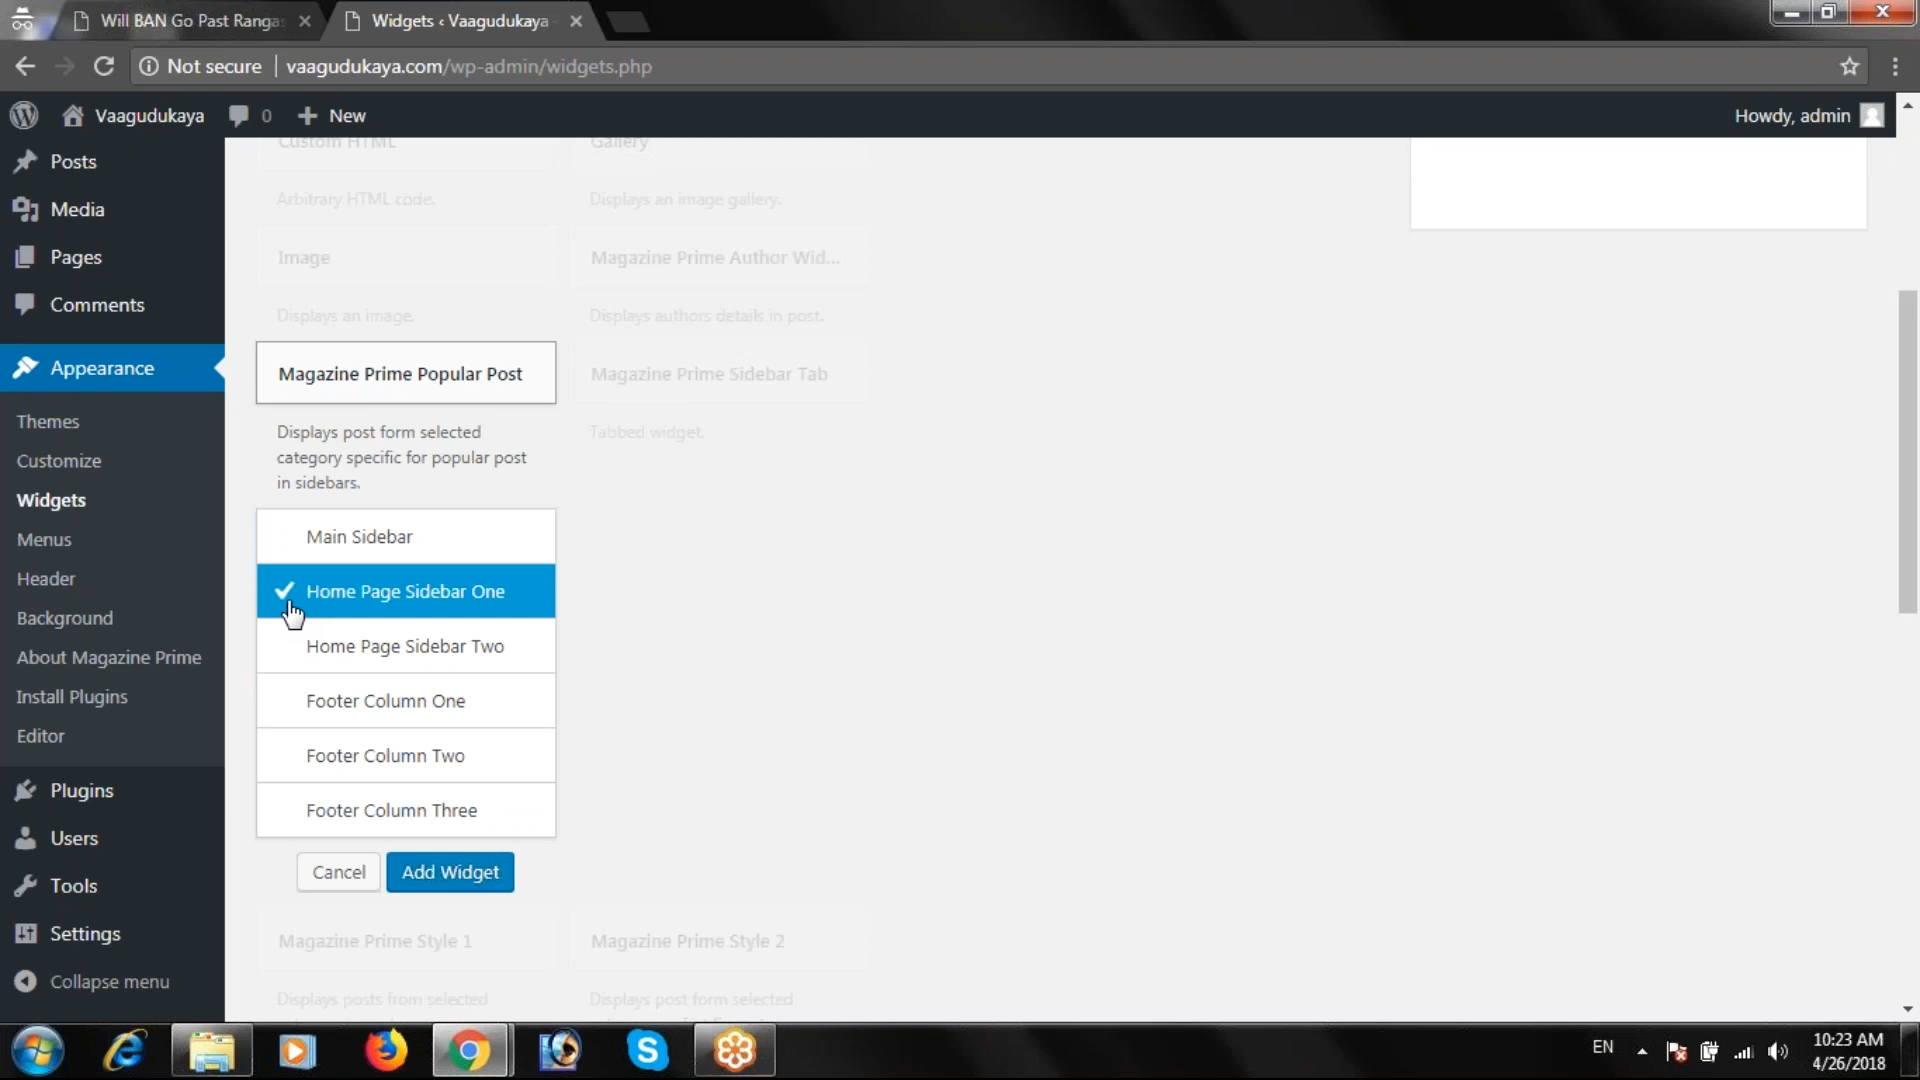 Will BAN Go Past Ranga
Widgets ‹ Vaagudukaya
Not secure | vaagudukaya.com/wp-admin/widgets.php
Vaagudukaya 0 New
Howdy, admin
Posts
Media
Pages
Comments
Appearance
Themes
Customize
Widgets
Menus
Header
Background
About Magazine Prime
Install Plugins
Editor
Plugins
Users
Tools
Settings
Collapse menu
Custom HTML
Gallery
Arbitrary HTML code.
Displays an image gallery.
Image
Magazine Prime Author Wid...
Displays an image.
Displays authors details in post.
Magazine Prime Popular Post
Magazine Prime Sidebar Tab
Displays post form selected
category specific for popular post
in sidebars.
Tabbed widget.
Main Sidebar
Home Page Sidebar One
Home Page Sidebar Two
Footer Column One
Footer Column Two
Footer Column Three
Cancel
Add Widget
Magazine Prime Style 1
Magazine Prime Style 2
Displays posts from selected
Displays post form selected
EN
10:23 AM
4/26/2018